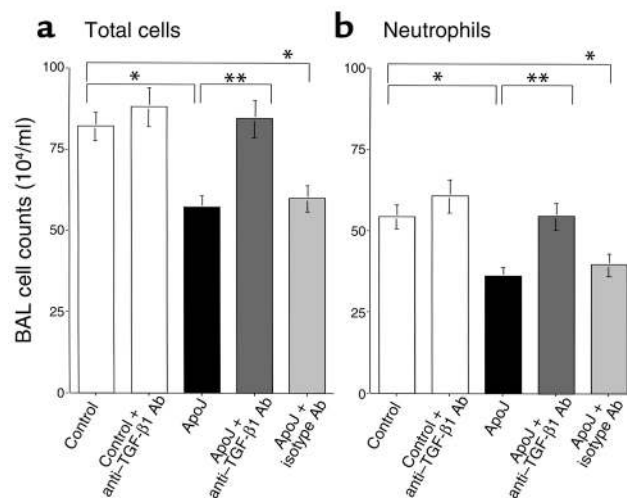 a Total cells
b Neutrophils
*
*
**
*
*
**
BAL cell counts (10⁴/ml)
100
75
50
25
0
100
75
50
25
0
Control
Control +
anti–TGF-β1 Ab
ApoJ
ApoJ +
anti–TGF-β1 Ab
ApoJ +
isotype Ab
Control
Control +
anti–TGF-β1 Ab
ApoJ
ApoJ +
anti–TGF-β1 Ab
ApoJ +
isotype Ab